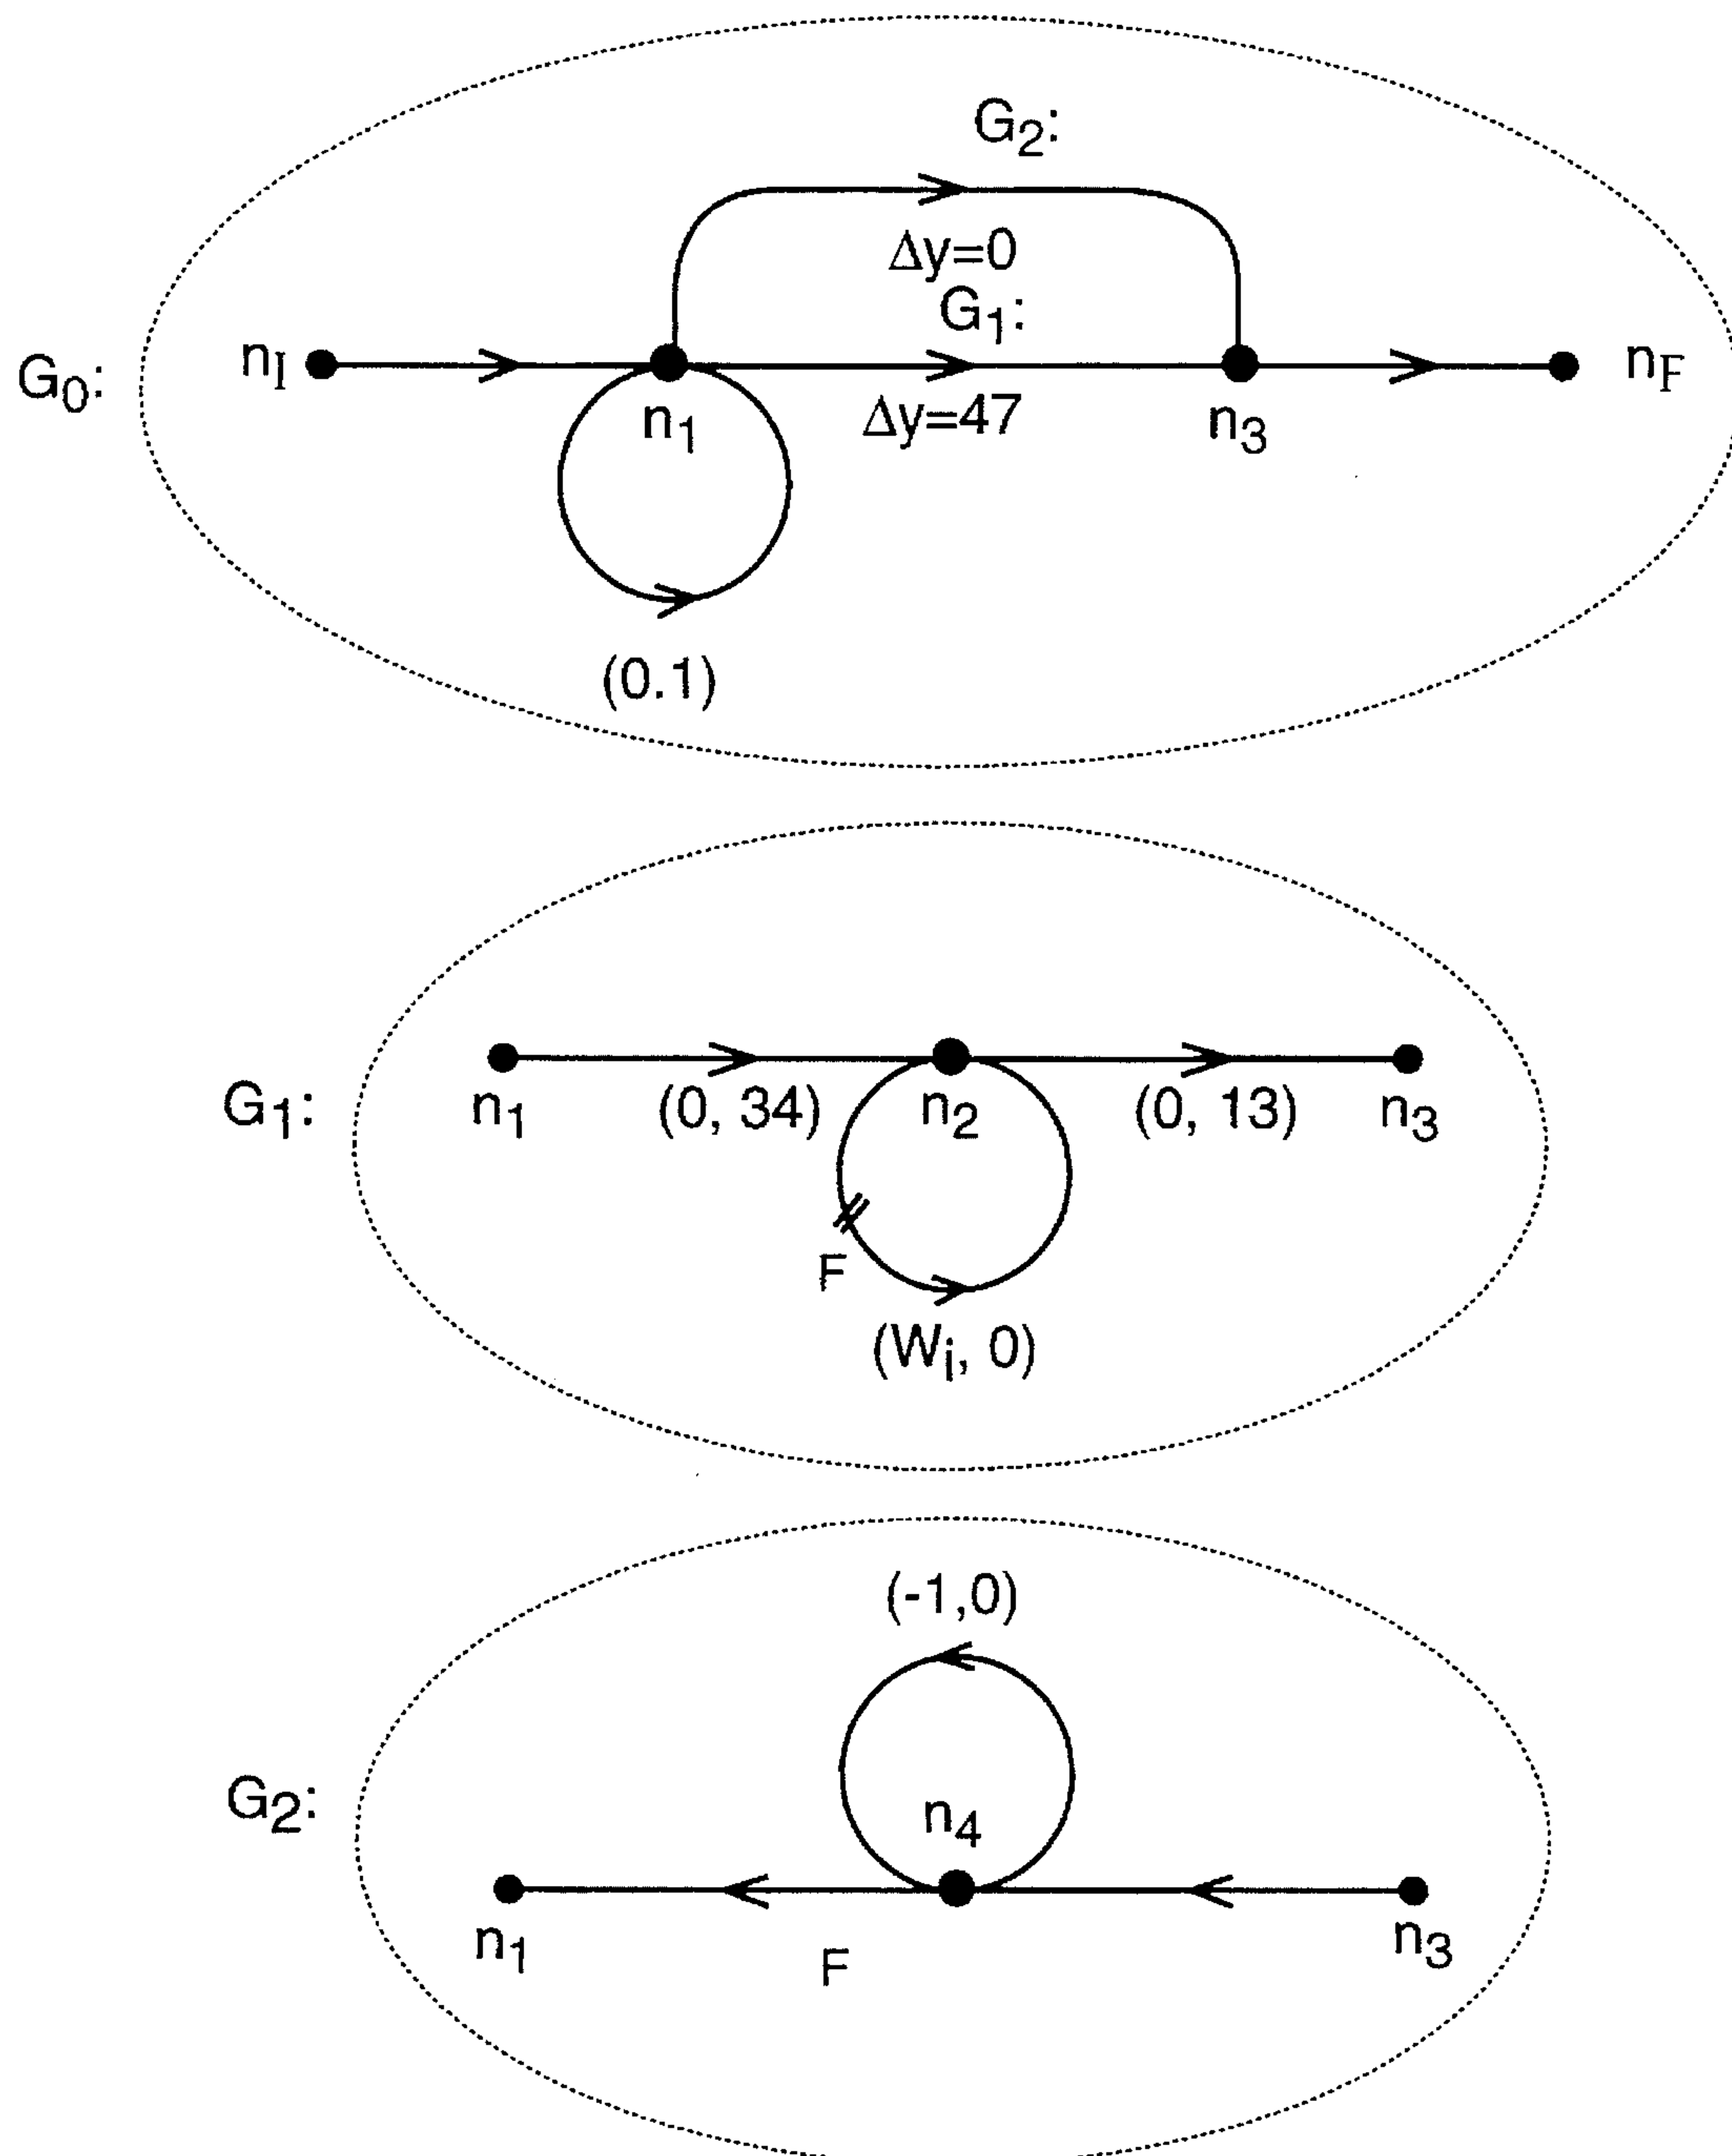 G2:
Δy=0
G1:
G0: nI nF
n1 Δy=47 n3
(0.1)
G1: n1 (0, 34) n2 (0, 13) n3
F
(Wi, 0)
(-1,0)
G2: n4
n1 n3
F